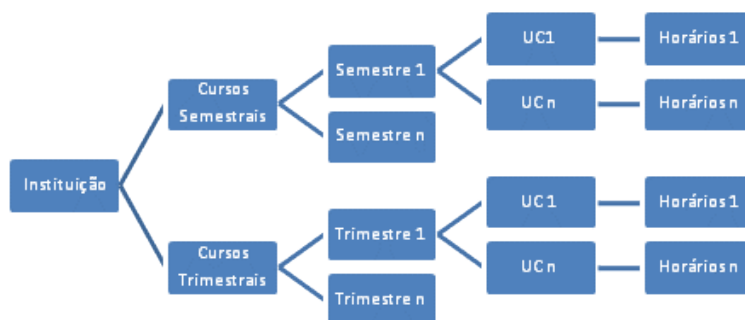 Instituição
Cursos
Semestrais
Semestre 1
UC1
Horários 1
UC n
Horários n
Semestre n
Cursos
Trimestrais
Trimestre 1
UC 1
Horários 1
UC n
Horários n
Trimestre n